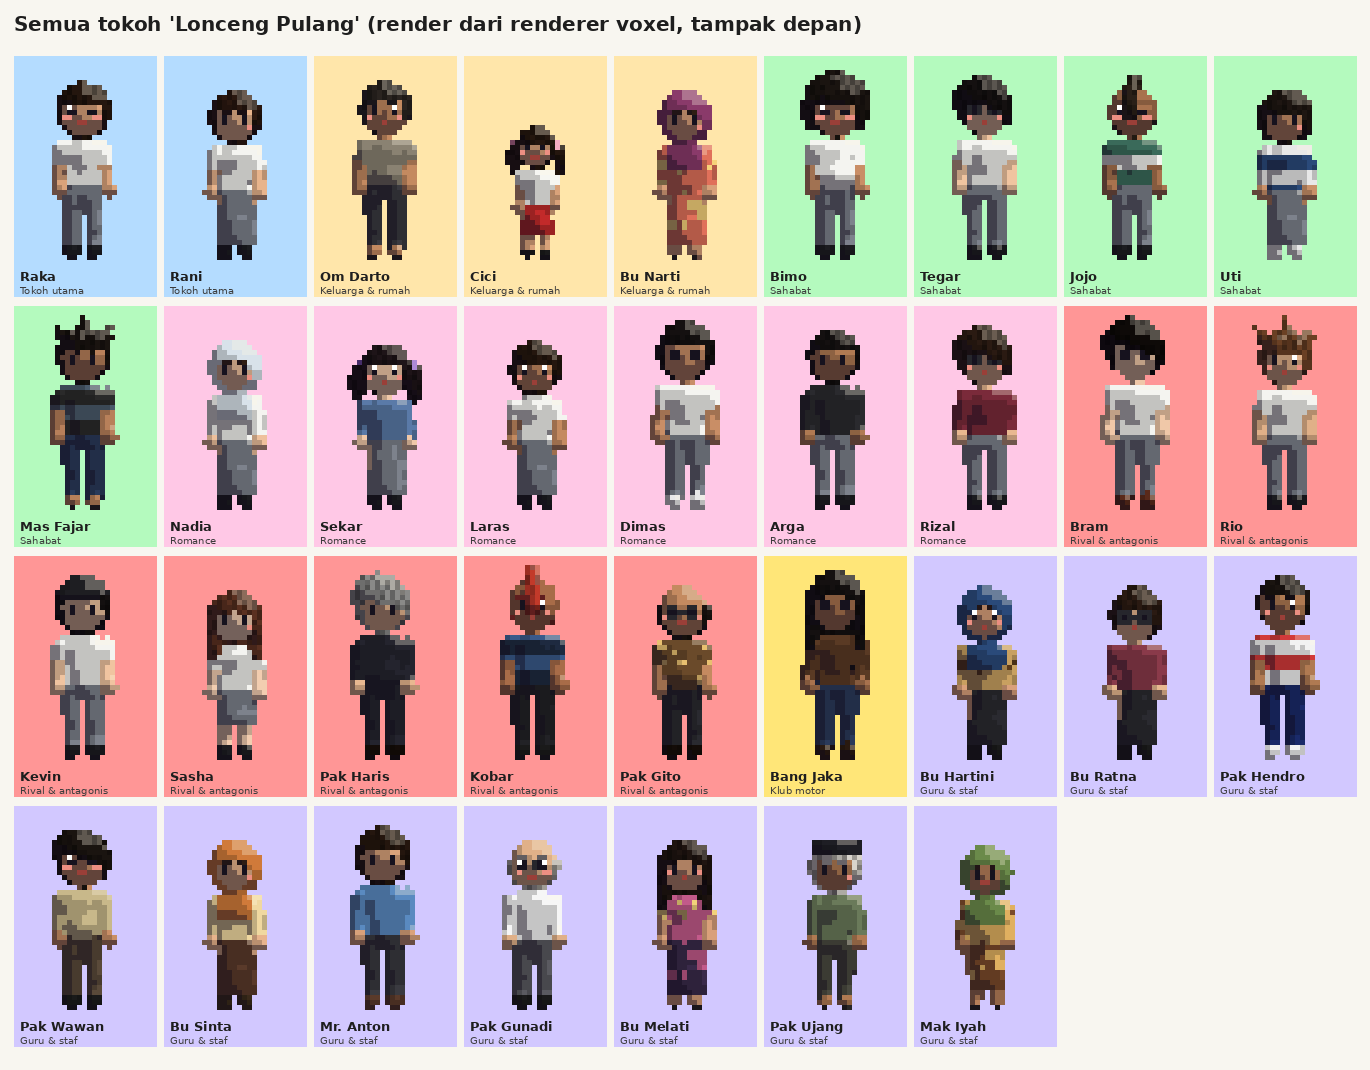 Semua tokoh 'Lonceng Pulang' (render dari renderer voxel, tampak depan)
Raka
Tokoh utama
Rani
Tokoh utama
Om Darto
Keluarga & rumah
Cici
Keluarga & rumah
Bu Narti
Keluarga & rumah
Bimo
Sahabat
Tegar
Sahabat
Jojo
Sahabat
Uti
Sahabat
Mas Fajar
Sahabat
Nadia
Romance
Sekar
Romance
Laras
Romance
Dimas
Romance
Arga
Romance
Rizal
Romance
Bram
Rival & antagonis
Rio
Rival & antagonis
Kevin
Rival & antagonis
Sasha
Rival & antagonis
Pak Haris
Rival & antagonis
Kobar
Rival & antagonis
Pak Gito
Rival & antagonis
Bang Jaka
Klub motor
Bu Hartini
Guru & staf
Bu Ratna
Guru & staf
Pak Hendro
Guru & staf
Pak Wawan
Guru & staf
Bu Sinta
Guru & staf
Mr. Anton
Guru & staf
Pak Gunadi
Guru & staf
Bu Melati
Guru & staf
Pak Ujang
Guru & staf
Mak Iyah
Guru & staf